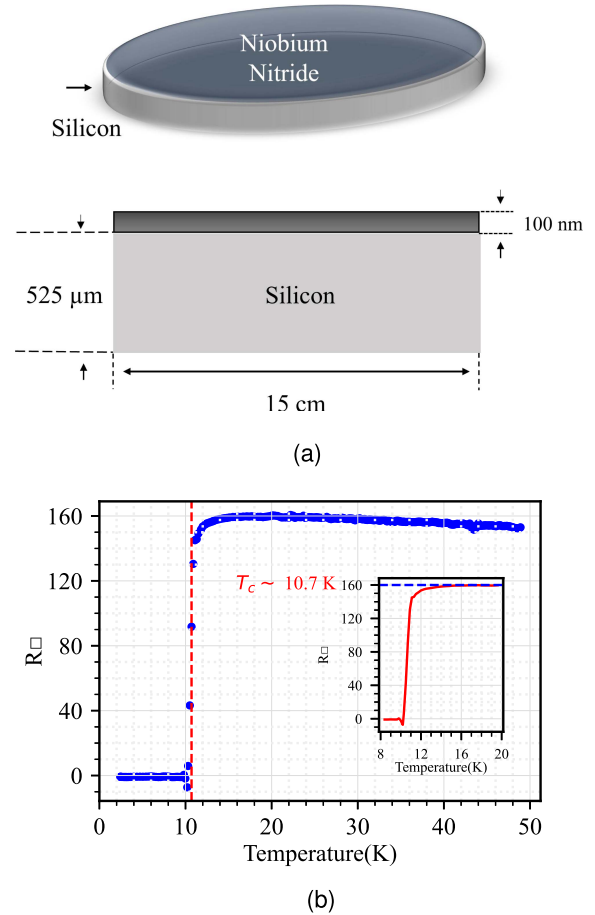 Niobium
Nitride
Silicon
100 nm
525 µm
Silicon
15 cm
(a)
160
120
80
40
0
R□
T_c ~ 10.7 K
160
120
80
40
0
R□
8 12 16 20
Temperature(K)
0 10 20 30 40 50
Temperature(K)
(b)